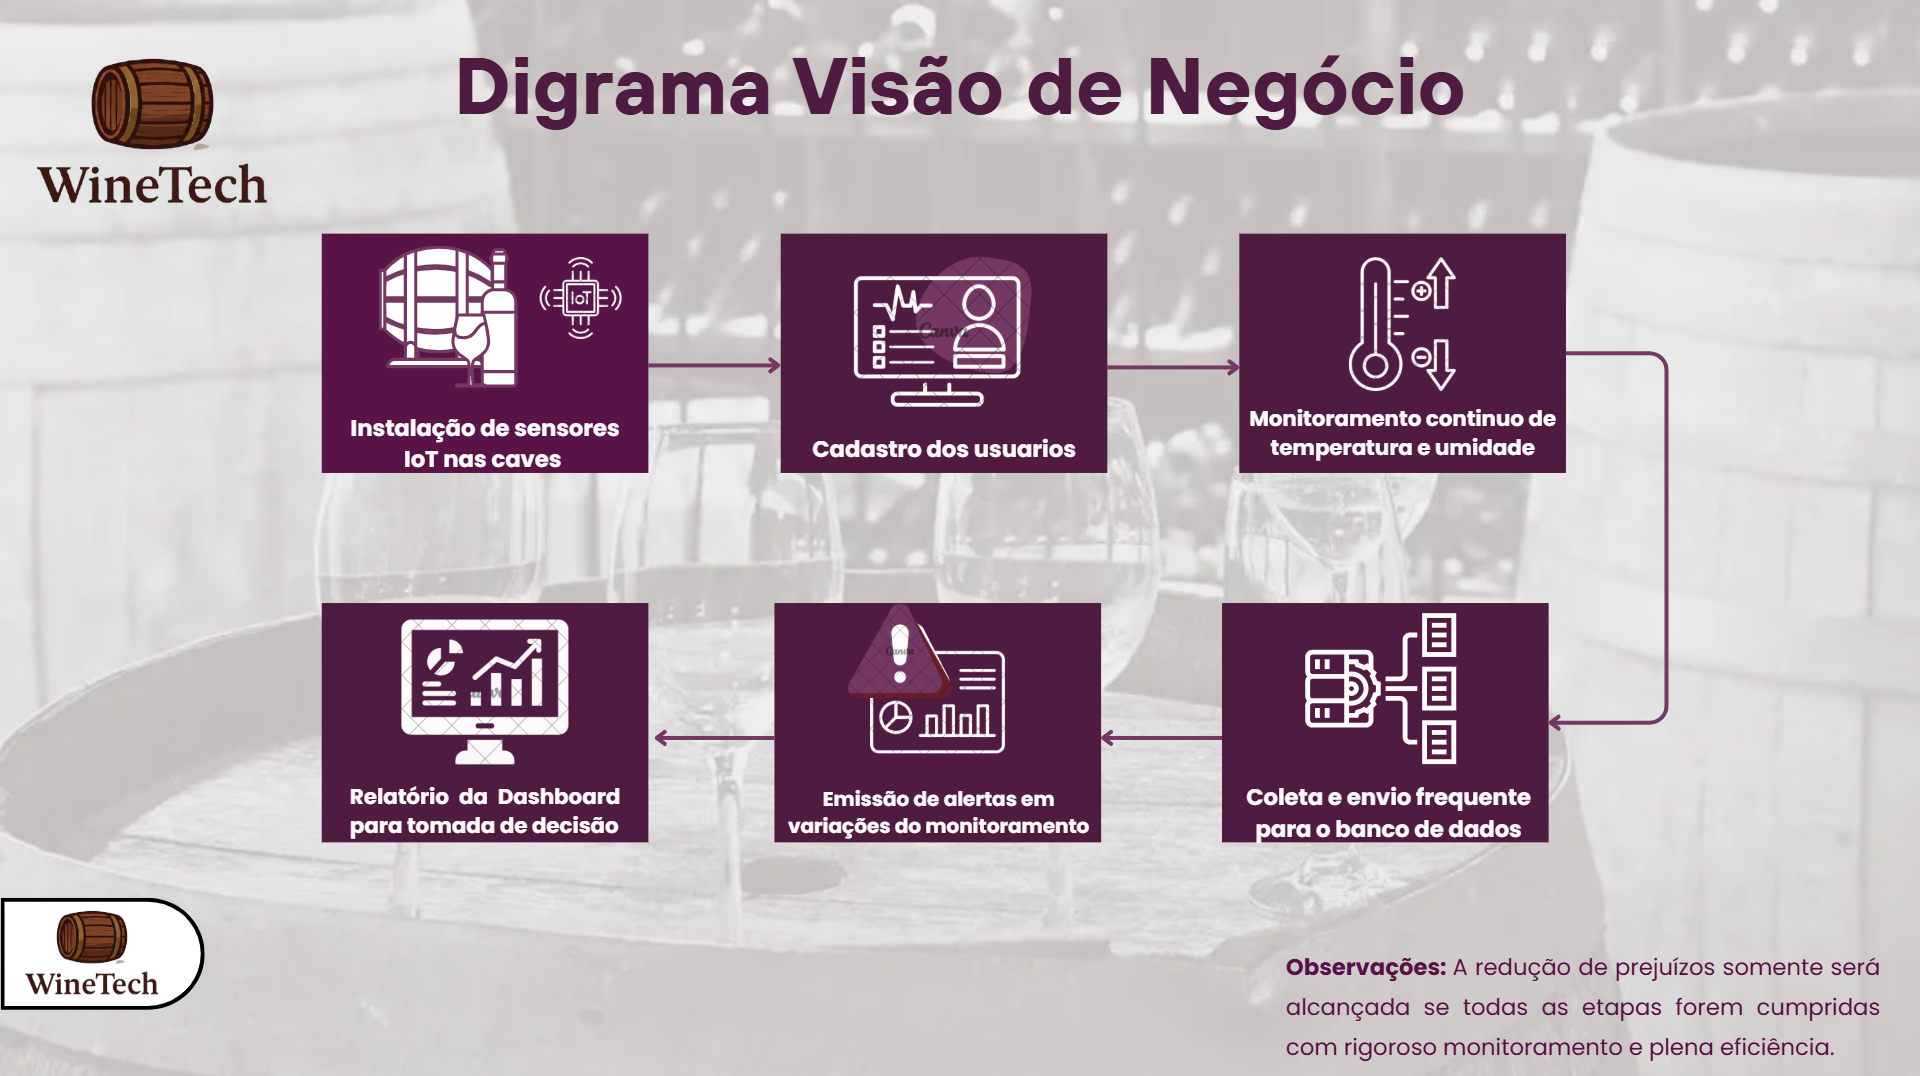 Digrama Visão de Negócio
WineTech
IoT
Canva
Instalação de sensores
IoT nas caves
Cadastro dos usuarios
Monitoramento continuo de
temperatura e umidade
Canva
Relatório da Dashboard
para tomada de decisão
Emissão de alertas em
variações do monitoramento
Coleta e envio frequente
para o banco de dados
WineTech
Observações: A redução de prejuízos somente será
alcançada se todas as etapas forem cumpridas
com rigoroso monitoramento e plena eficiência.